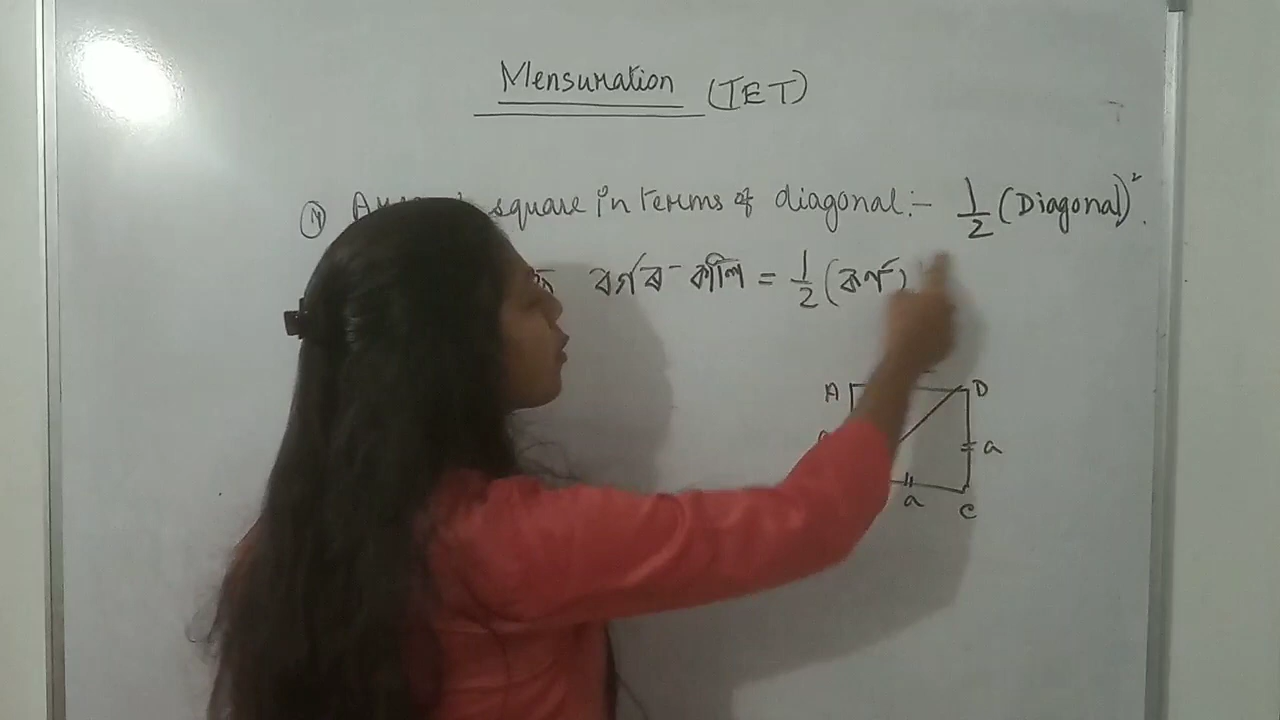 Mensuration (TET)
square in terms of diagonal :- 1/2 (Diagonal)²
বৰ্গৰ কালি = 1/2 (কৰ্ণ)
A D
a
a
C